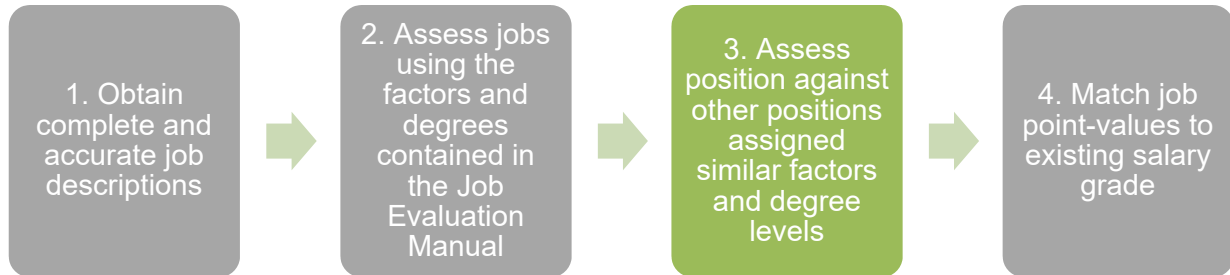 1. Obtain
complete and
accurate job
descriptions
2. Assess jobs
using the
factors and
degrees
contained in
the Job
Evaluation
Manual
3. Assess
position against
other positions
assigned
similar factors
and degree
levels
4. Match job
point-values to
existing salary
grade